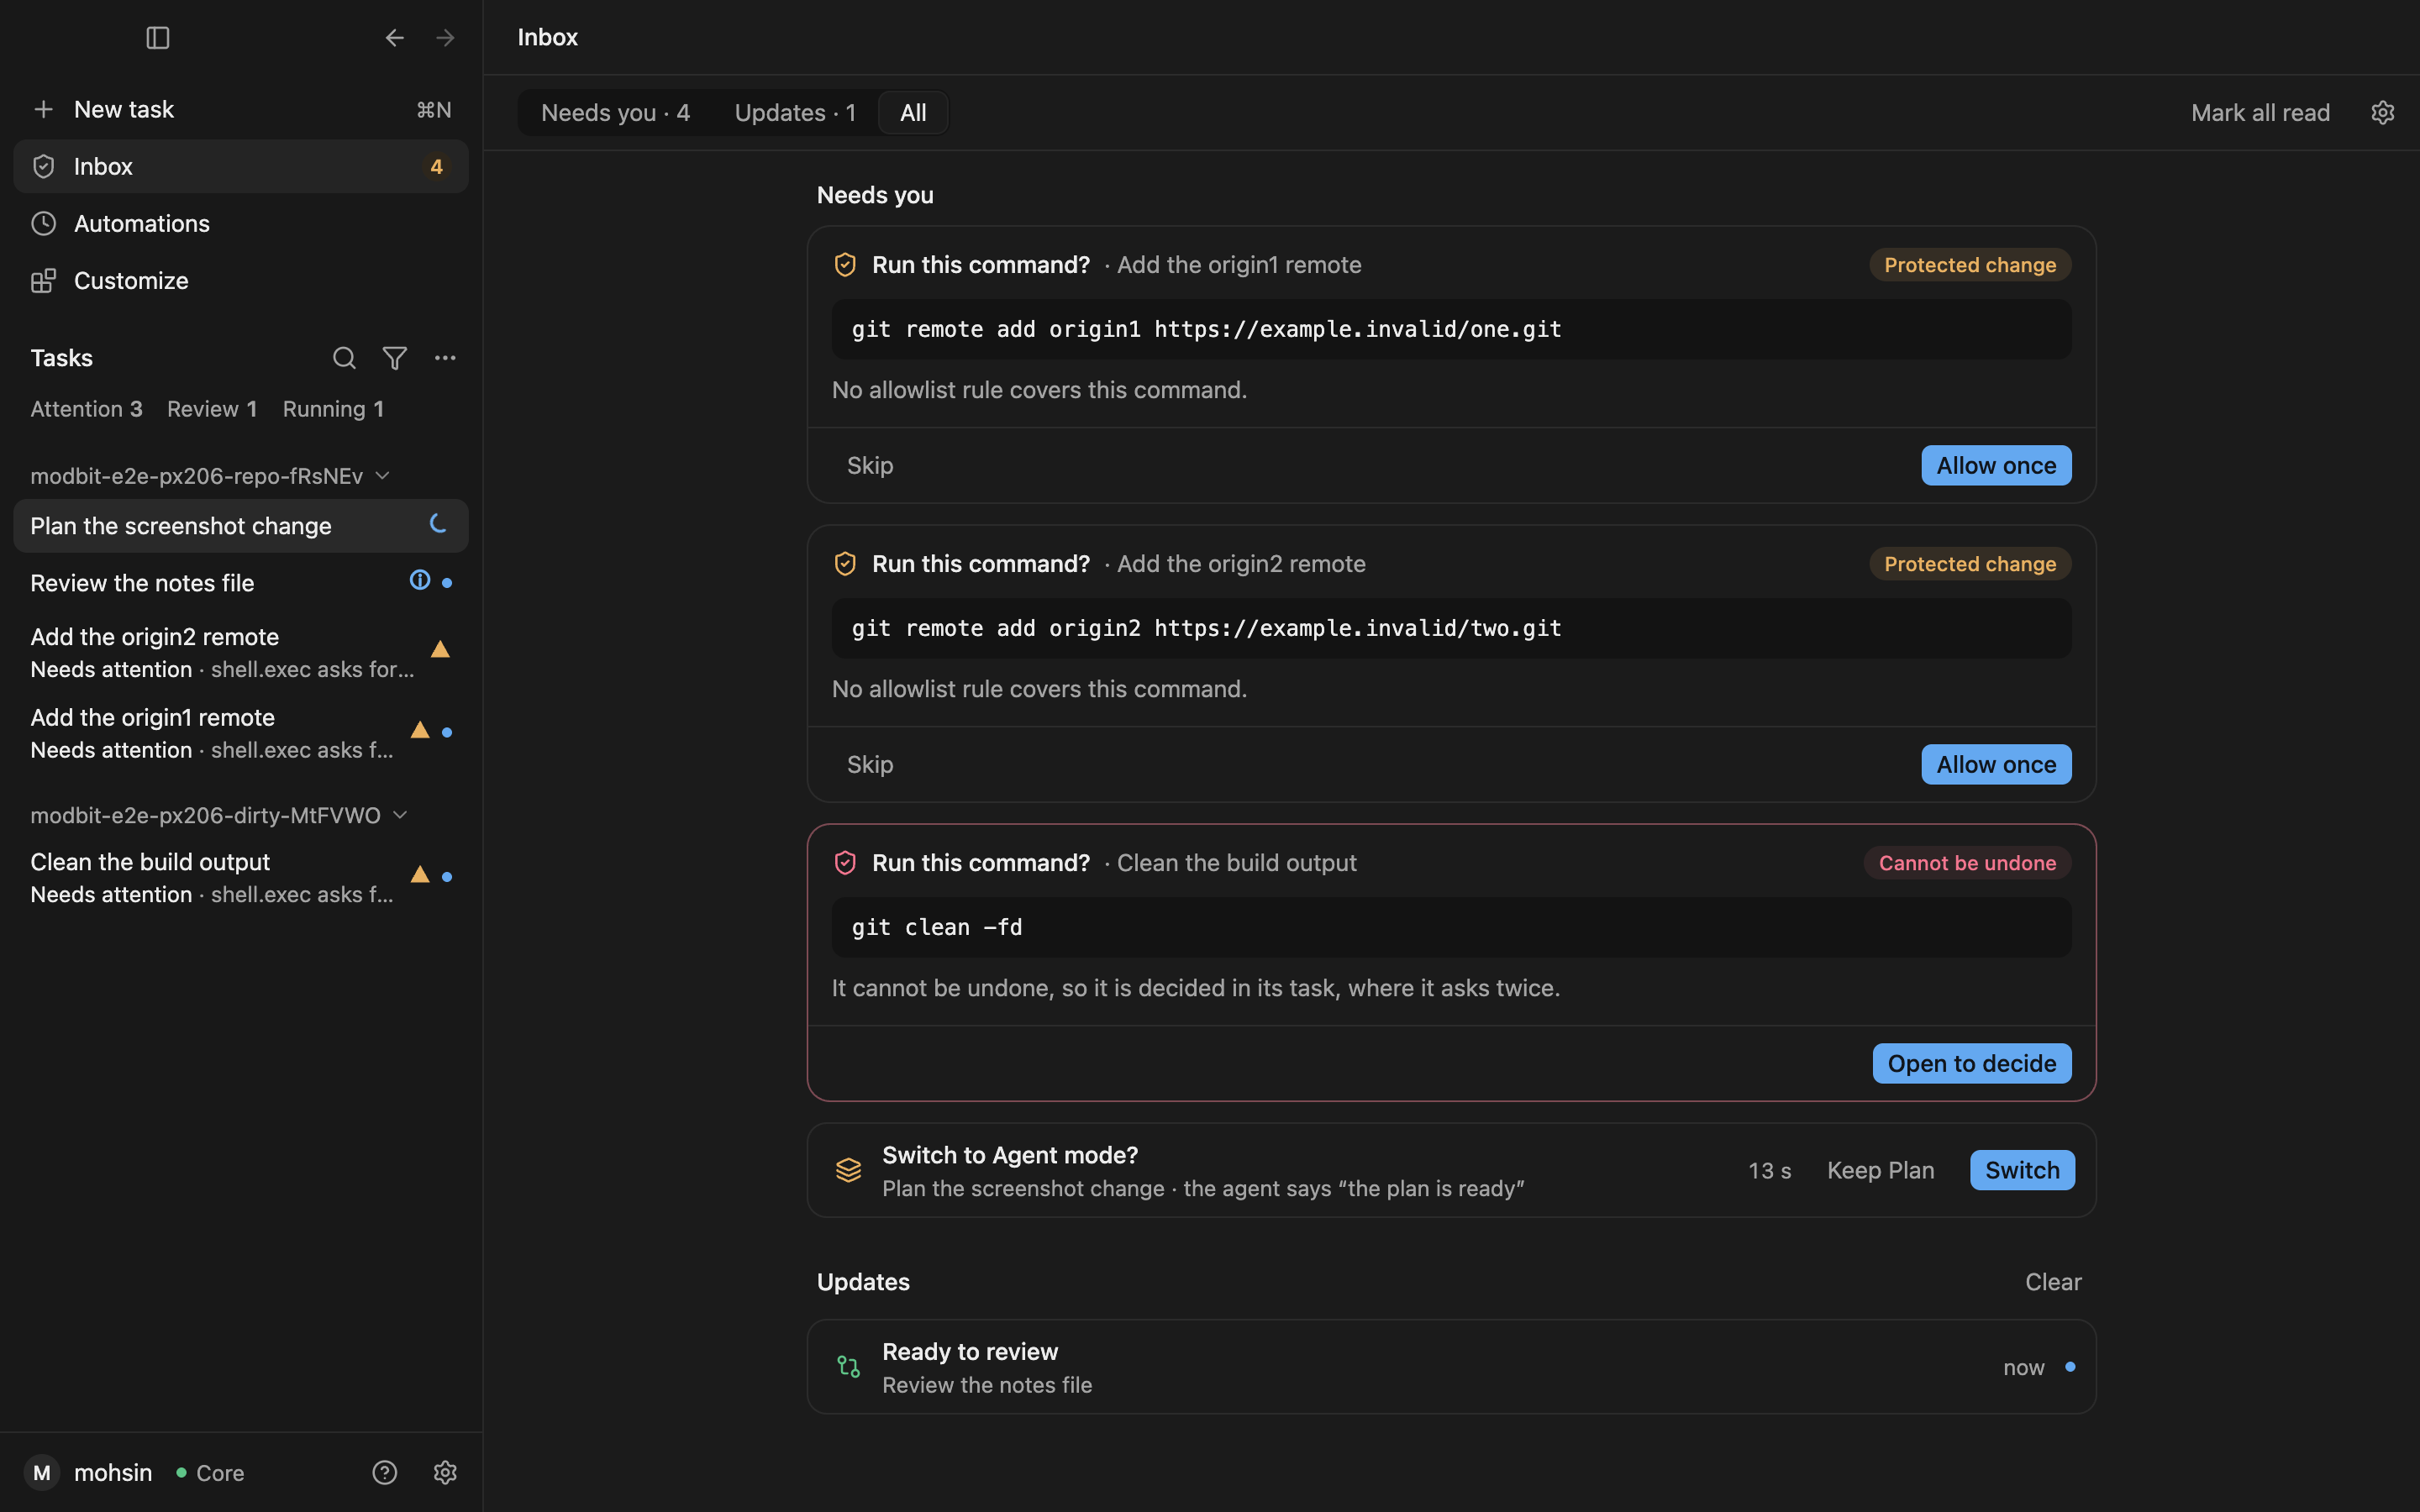 New task ⌘N
Inbox 4
Automations
Customize
Tasks
Attention 3 Review 1 Running 1
modbit-e2e-px206-repo-fRsNEv
Plan the screenshot change
Review the notes file
Add the origin2 remote
Needs attention · shell.exec asks for...
Add the origin1 remote
Needs attention · shell.exec asks f...
modbit-e2e-px206-dirty-MtFVWO
Clean the build output
Needs attention · shell.exec asks f...
M mohsin Core
Inbox
Needs you · 4 Updates · 1 All Mark all read
Needs you
Run this command? · Add the origin1 remote Protected change
git remote add origin1 https://example.invalid/one.git
No allowlist rule covers this command.
Skip Allow once
Run this command? · Add the origin2 remote Protected change
git remote add origin2 https://example.invalid/two.git
No allowlist rule covers this command.
Skip Allow once
Run this command? · Clean the build output Cannot be undone
git clean -fd
It cannot be undone, so it is decided in its task, where it asks twice.
Open to decide
Switch to Agent mode?
Plan the screenshot change · the agent says “the plan is ready”
13 s Keep Plan Switch
Updates Clear
Ready to review
Review the notes file
now